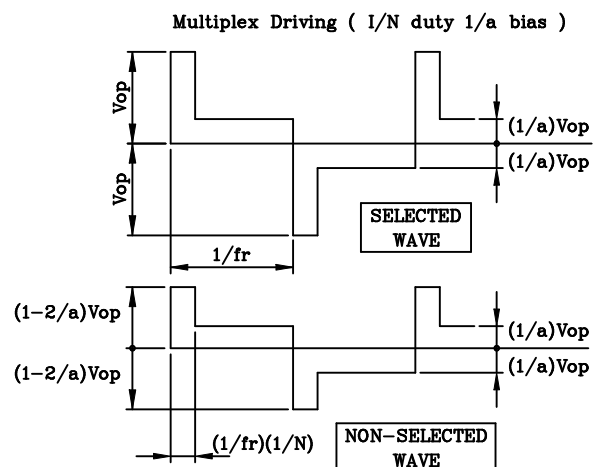 Multiplex Driving ( I/N duty 1/a bias )
Vop
Vop
(1/a)Vop
(1/a)Vop
SELECTED
WAVE
1/fr
(1-2/a)Vop
(1-2/a)Vop
(1/a)Vop
(1/a)Vop
(1/fr)(1/N)
NON-SELECTED
WAVE